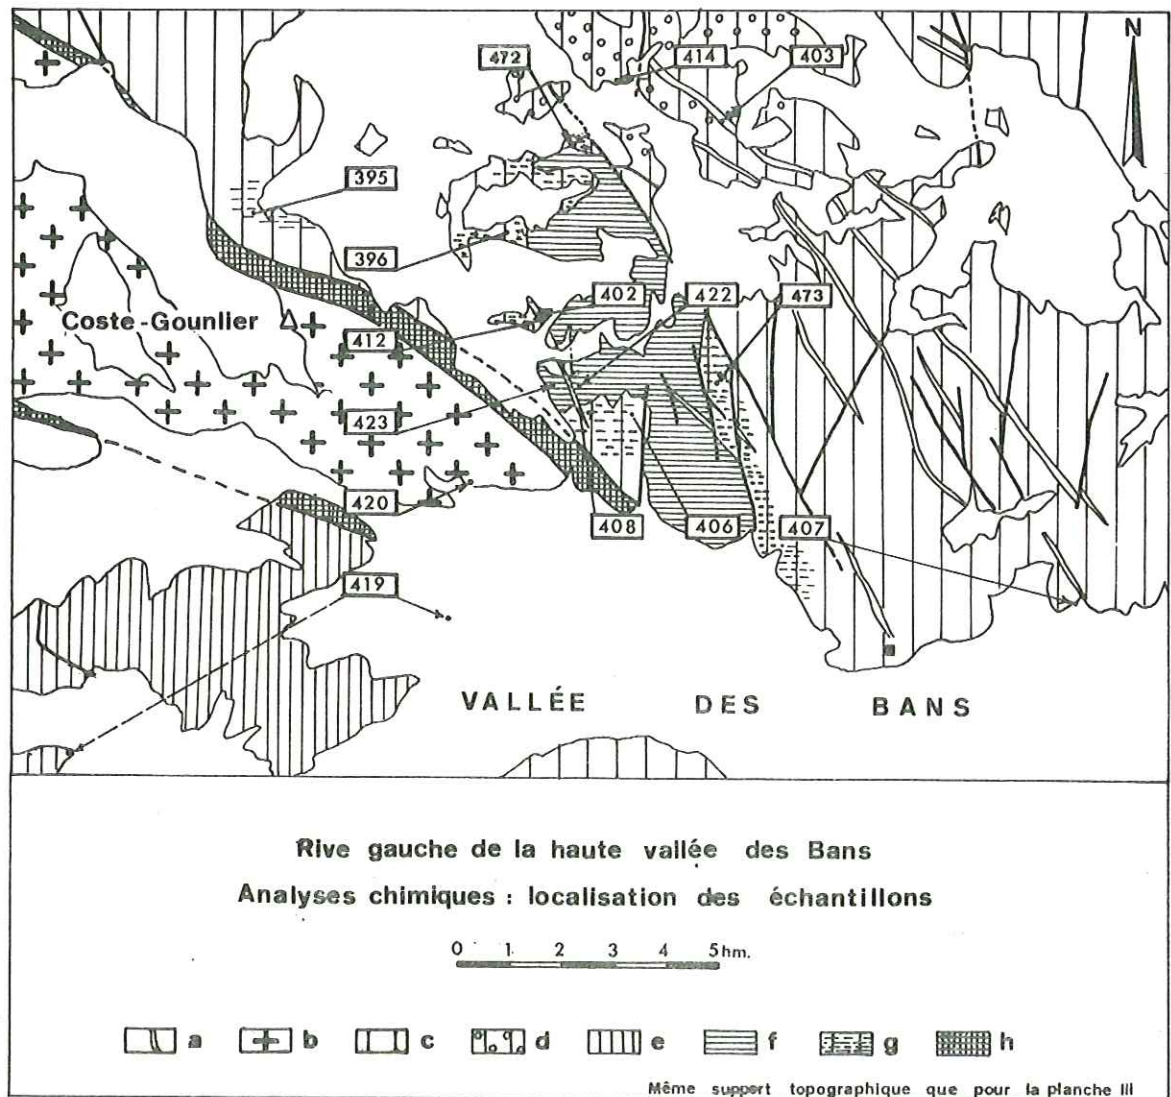 N
472 414 403
395
396
402 422 473
Coste-Gounlier
412
423
420
408 406 407
419
VALLÉE DES BANS
Rive gauche de la haute vallée des Bans
Analyses chimiques : localisation des échantillons
0 1 2 3 4 5 hm.
a b c d e f g h
Même support topographique que pour la planche III